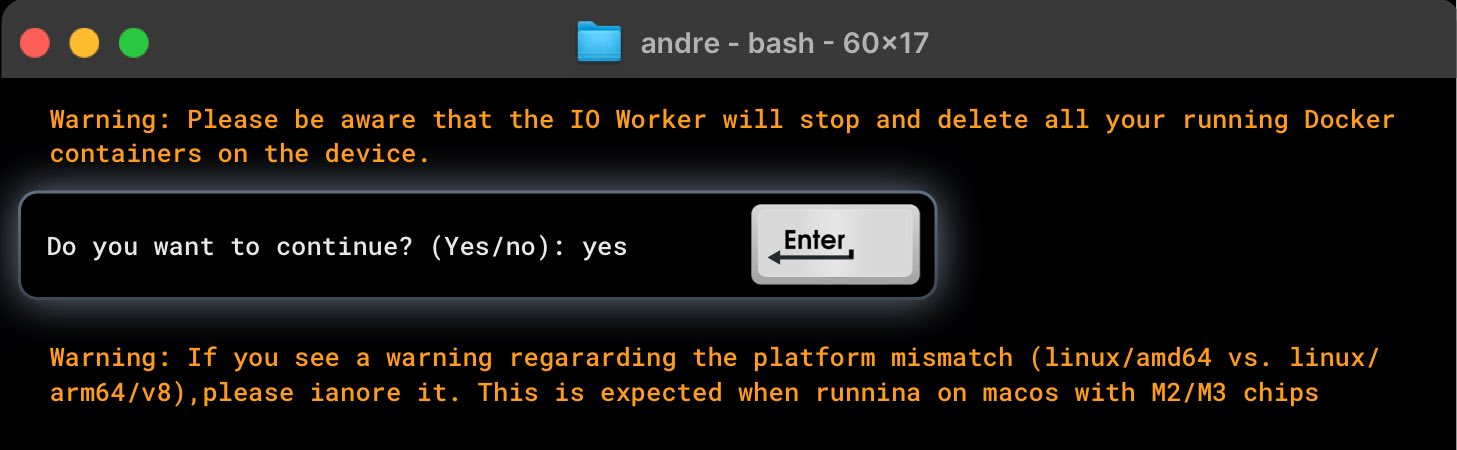 andre - bash - 60×17
Warning: Please be aware that the IO Worker will stop and delete all your running Docker
containers on the device.
Do you want to continue? (Yes/no): yes
Enter
Warning: If you see a warning regararding the platform mismatch (linux/amd64 vs. linux/
arm64/v8),please ianore it. This is expected when runnina on macos with M2/M3 chips